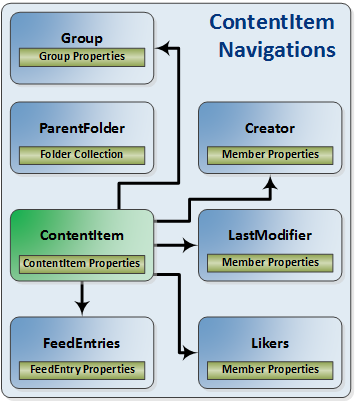 ContentItem
Navigations
Group
Group Properties
ParentFolder
Folder Collection
Creator
Member Properties
ContentItem
ContentItem Properties
LastModifier
Member Properties
FeedEntries
FeedEntry Properties
Likers
Member Properties